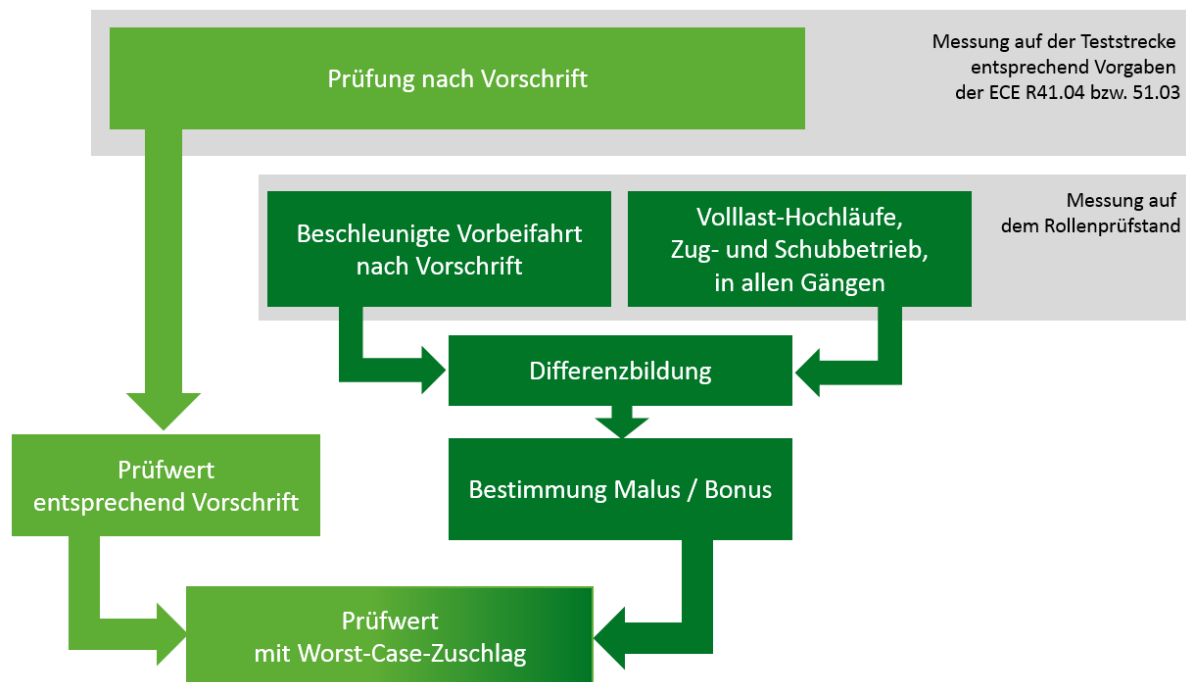 Prüfung nach Vorschrift
Messung auf der Teststrecke
entsprechend Vorgaben
der ECE R41.04 bzw. 51.03
Beschleunigte Vorbeifahrt
nach Vorschrift
Volllast-Hochläufe,
Zug- und Schubbetrieb,
in allen Gängen
Messung auf
dem Rollenprüfstand
Differenzbildung
Prüfwert
entsprechend Vorschrift
Bestimmung Malus / Bonus
Prüfwert
mit Worst-Case-Zuschlag